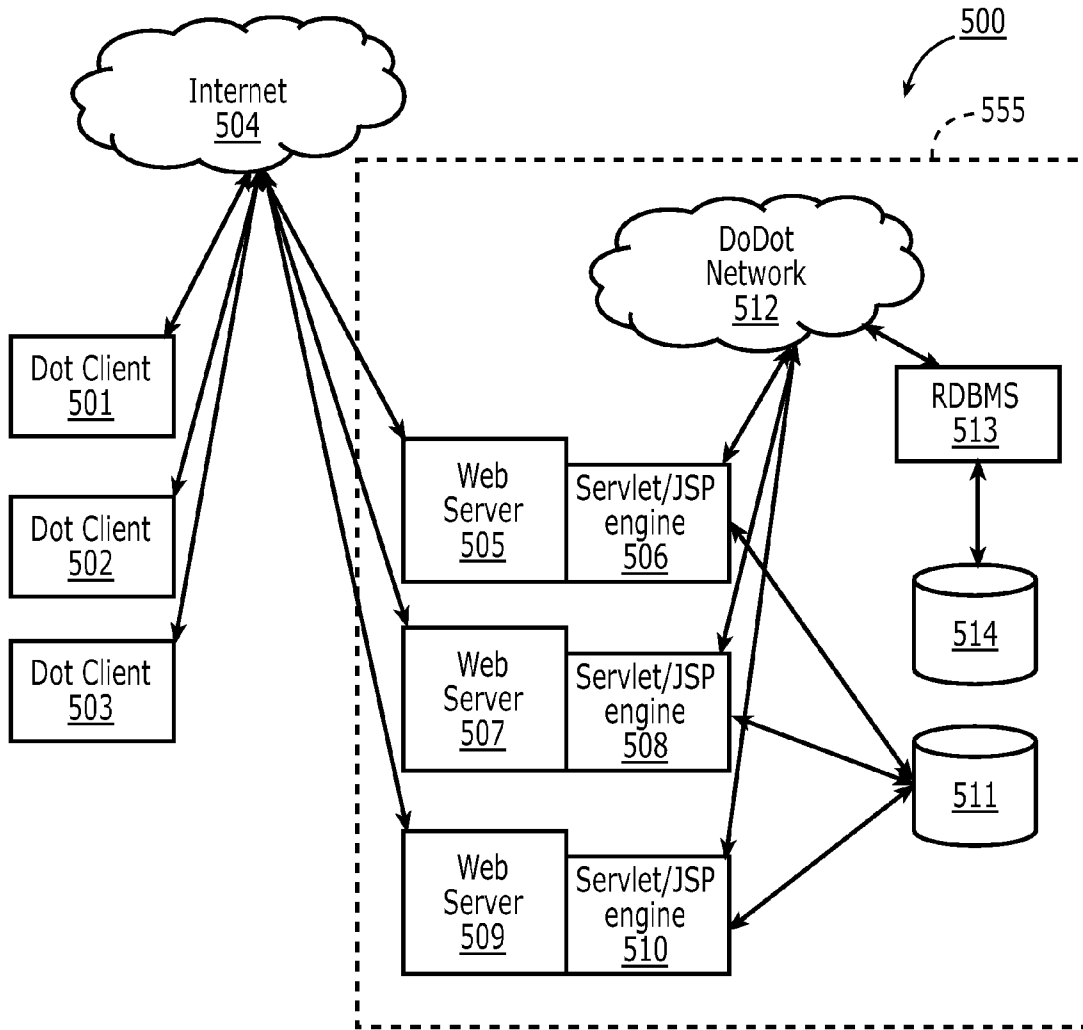 500
555
Internet
504
DoDot
Network
512
Dot Client
501
RDBMS
513
Web
Server
505
Servlet/JSP
engine
506
Dot Client
502
514
Dot Client
503
Web
Server
507
Servlet/JSP
engine
508
511
Web
Server
509
Servlet/JSP
engine
510